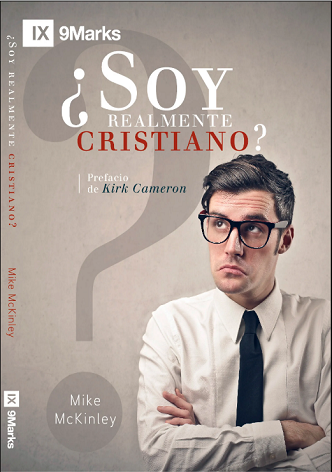 IX 9Marks
¿SOY
REALMENTE
CRISTIANO?
Prefacio
de Kirk Cameron
Mike
McKinley
¿SOY REALMENTE CRISTIANO?
Mike McKinley
IX 9Marks